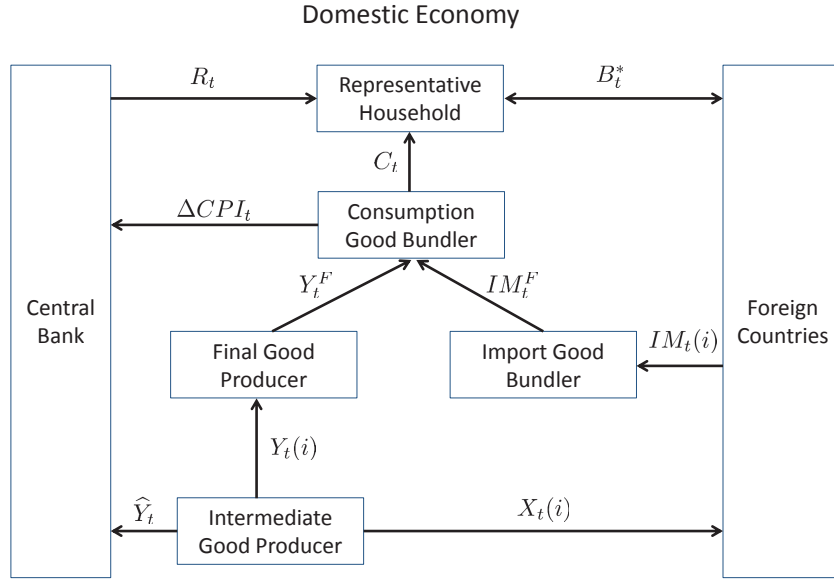 Domestic Economy
R_t
Representative
Household
B_t^*
C_t
ΔCPI_t
Consumption
Good Bundler
Y_t^F
IM_t^F
Central
Bank
Foreign
Countries
Final Good
Producer
Import Good
Bundler
IM_t(i)
Y_t(i)
Ŷ_t
Intermediate
Good Producer
X_t(i)